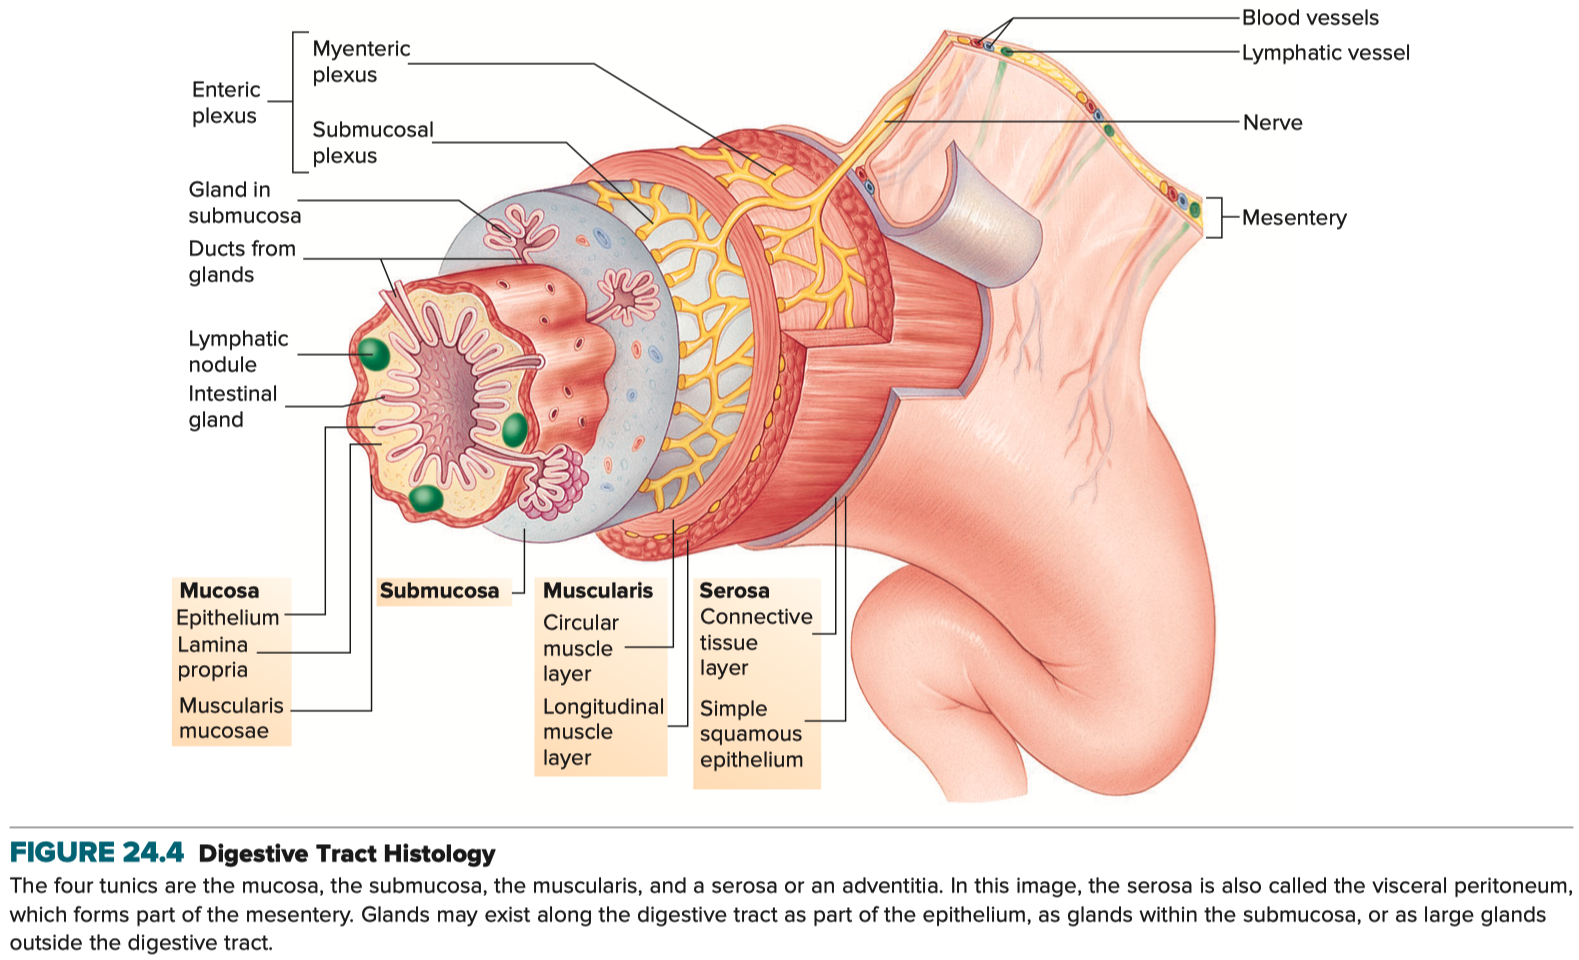 Blood vessels
Lymphatic vessel
Nerve
Mesentery
Enteric
plexus
Myenteric
plexus
Submucosal
plexus
Gland in
submucosa
Ducts from
glands
Lymphatic
nodule
Intestinal
gland
Mucosa
Epithelium
Lamina
propria
Muscularis
mucosae
Submucosa
Muscularis
Circular
muscle
layer
Longitudinal
muscle
layer
Serosa
Connective
tissue
layer
Simple
squamous
epithelium
FIGURE 24.4 Digestive Tract Histology
The four tunics are the mucosa, the submucosa, the muscularis, and a serosa or an adventitia. In this image, the serosa is also called the visceral peritoneum,
which forms part of the mesentery. Glands may exist along the digestive tract as part of the epithelium, as glands within the submucosa, or as large glands
outside the digestive tract.